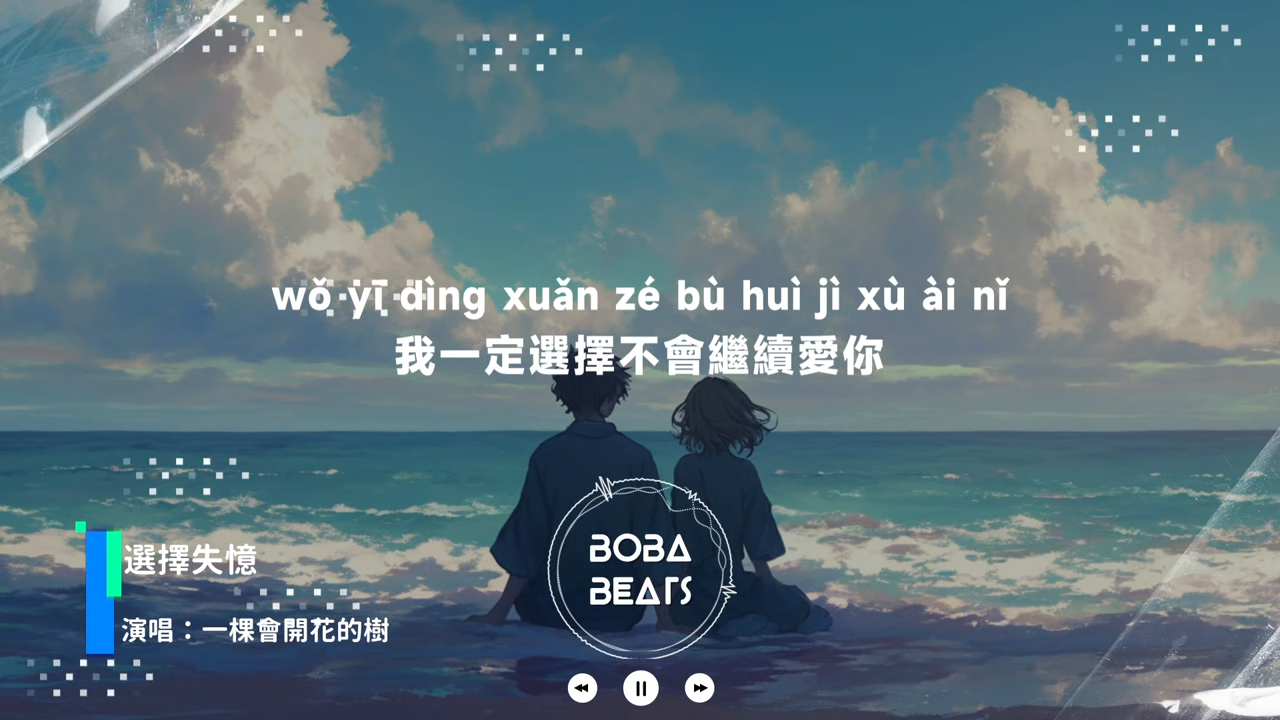 wǒ yī dìng xuǎn zé bù huì jì xù ài nǐ
我一定選擇不會繼續愛你
BOBA
BEATS
選擇失憶
演唱：一棵會開花的樹